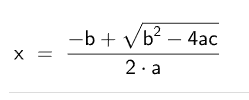 x = (-b + √(b² − 4ac)) / (2 · a)